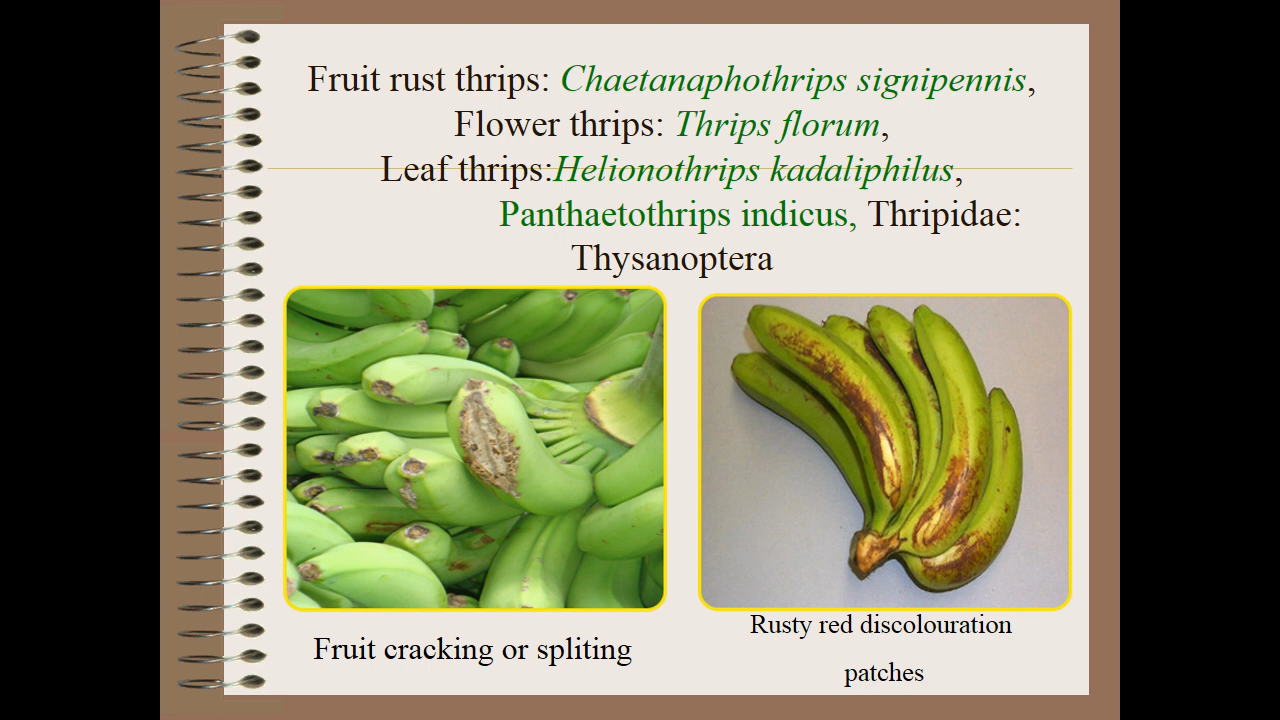 Fruit rust thrips: Chaetanaphothrips signipennis,
Flower thrips: Thrips florum,
Leaf thrips:Helionothrips kadaliphilus,
Panthaetothrips indicus, Thripidae:
Thysanoptera
Fruit cracking or spliting
Rusty red discolouration
patches